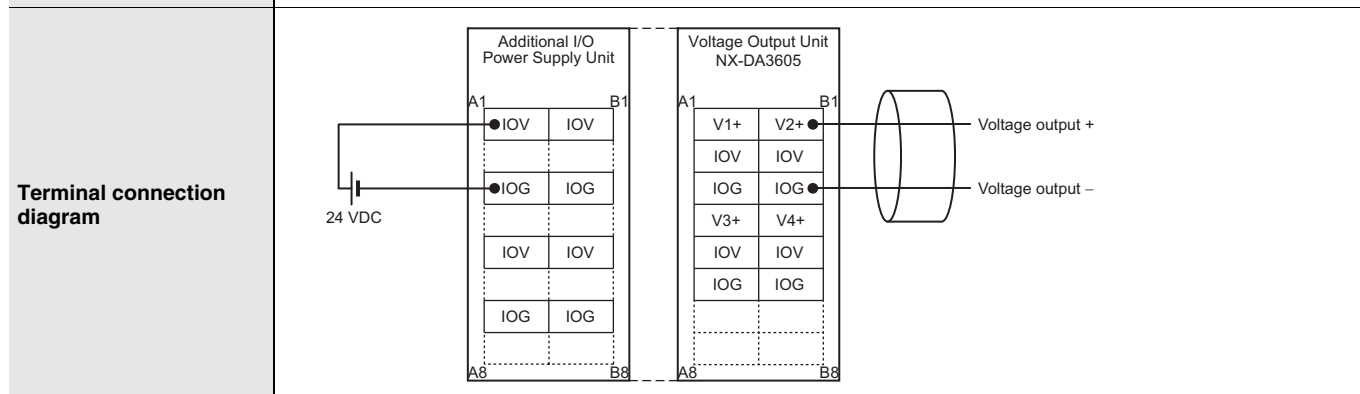 Terminal connection
diagram
Additional I/O
Power Supply Unit
A1 B1
IOV IOV
IOG IOG
IOV IOV
IOG IOG
A8 B8
24 VDC
Voltage Output Unit
NX-DA3605
A1 B1
V1+ V2+
IOV IOV
IOG IOG
V3+ V4+
IOV IOV
IOG IOG
A8 B8
Voltage output +
Voltage output −